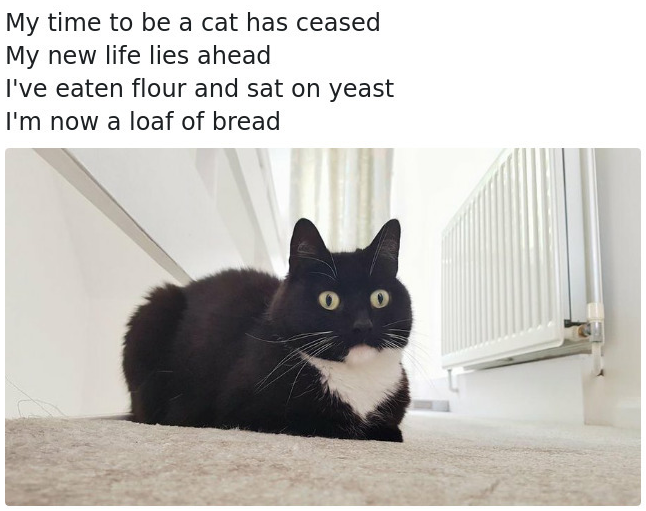 My time to be a cat has ceased
My new life lies ahead
I've eaten flour and sat on yeast
I'm now a loaf of bread